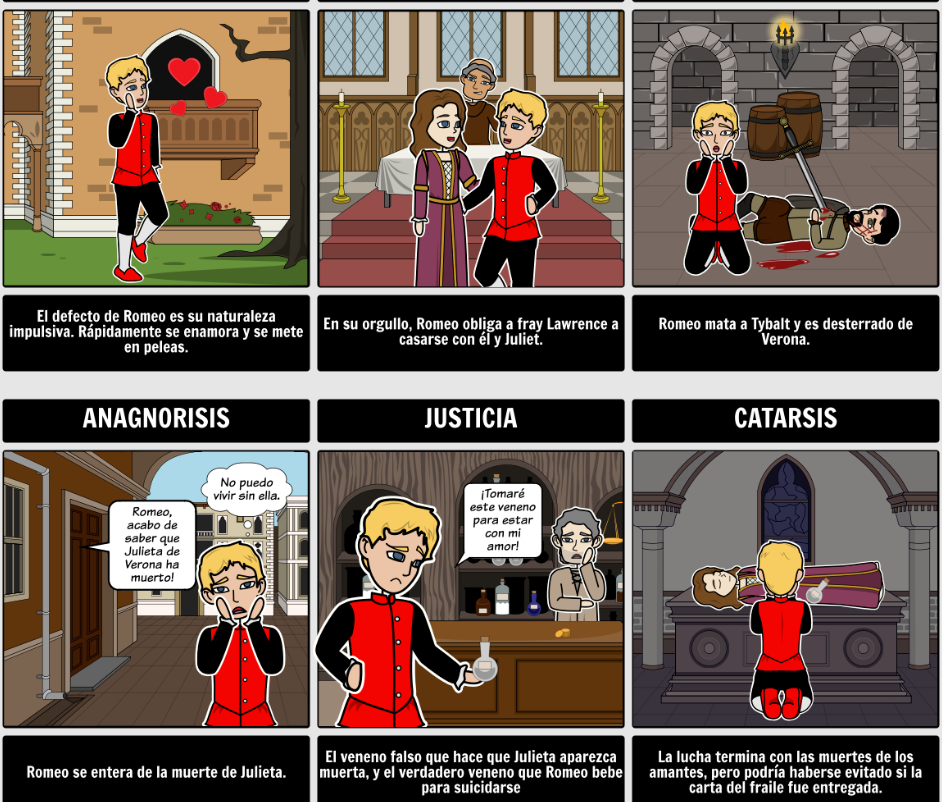 El defecto de Romeo es su naturaleza
impulsiva. Rápidamente se enamora y se mete
en peleas.
En su orgullo, Romeo obliga a fray Lawrence a
casarse con él y Juliet.
Romeo mata a Tybalt y es desterrado de
Verona.
ANAGNORISIS
JUSTICIA
CATARSIS
Romeo,
acabo de
saber que
Julieta de
Verona ha
muerto!
No puedo
vivir sin ella.
¡Tomaré
este veneno
para estar
con mi
amor!
Romeo se entera de la muerte de Julieta.
El veneno falso que hace que Julieta aparezca
muerta, y el verdadero veneno que Romeo bebe
para suicidarse
La lucha termina con las muertes de los
amantes, pero podría haberse evitado si la
carta del fraile fue entregada.